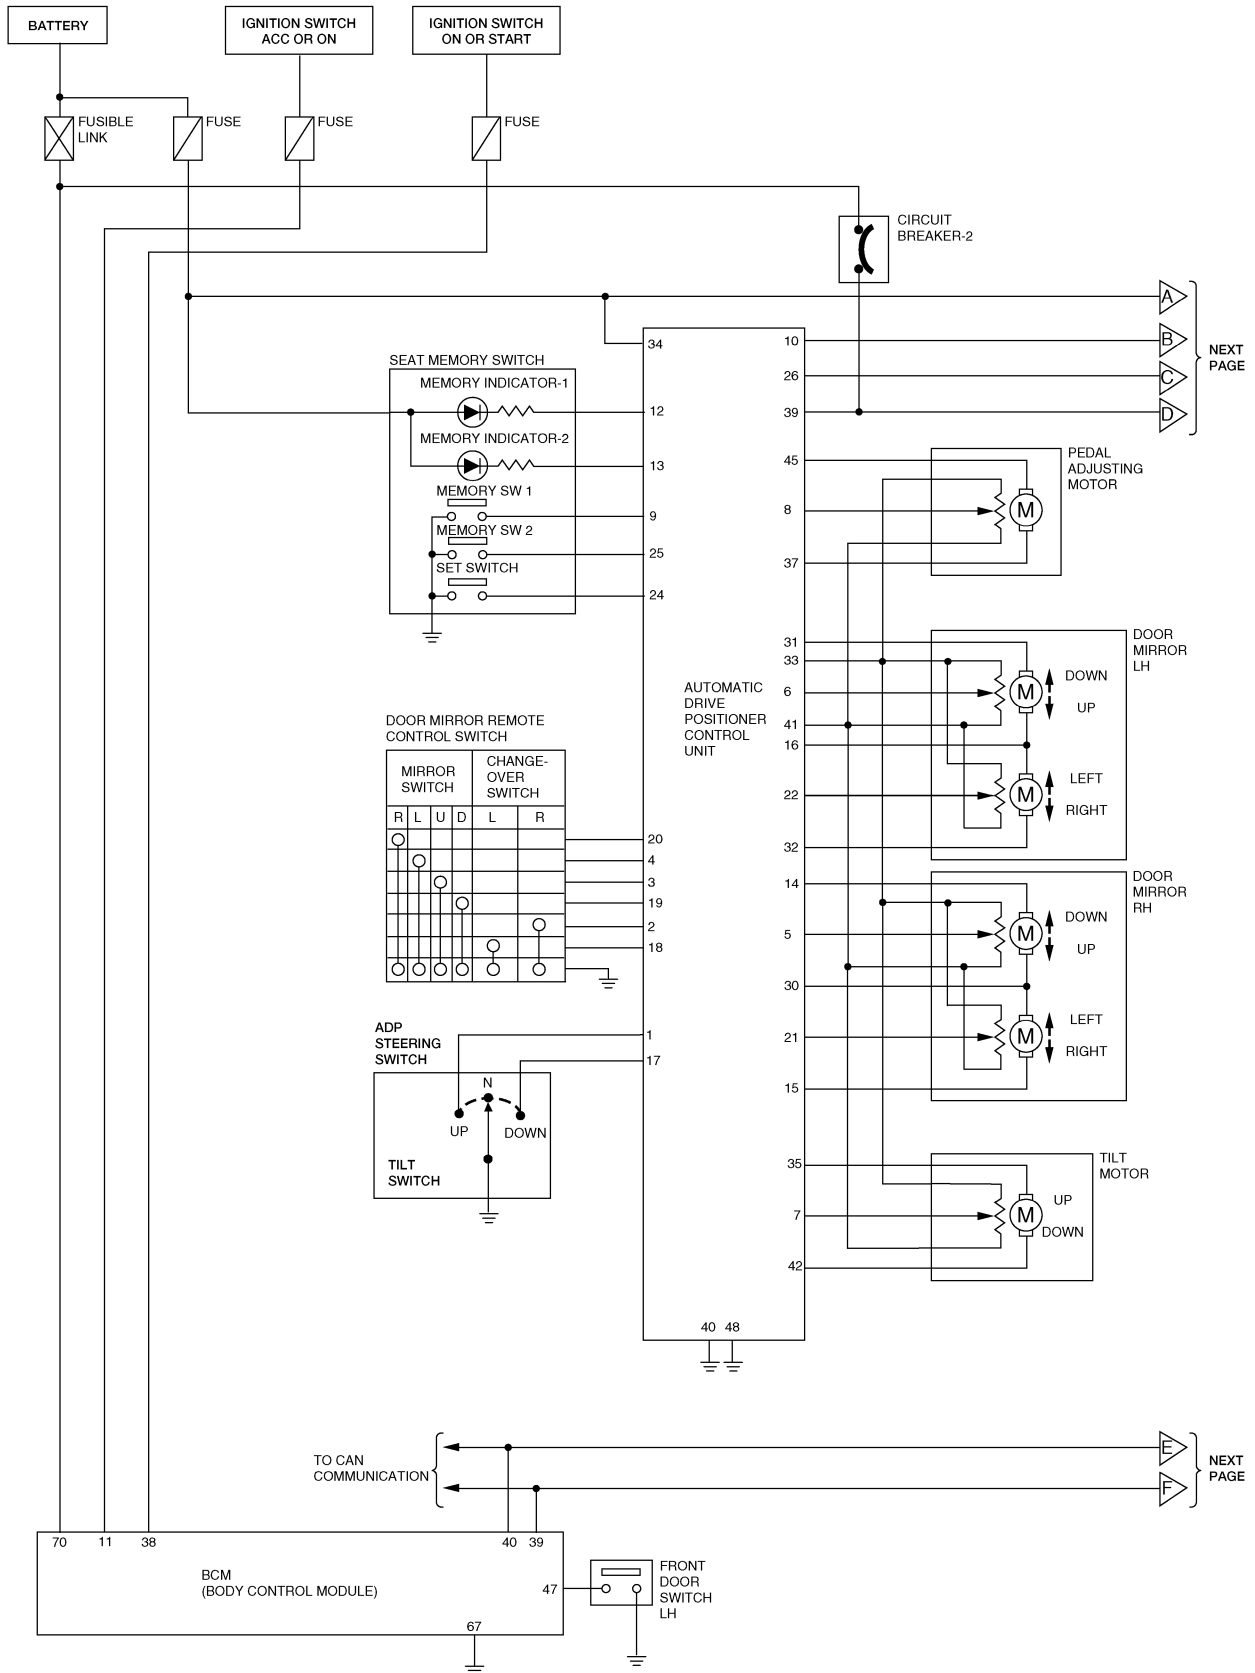 BATTERY
IGNITION SWITCH
ACC OR ON
IGNITION SWITCH
ON OR START
FUSIBLE
LINK
FUSE
FUSE
FUSE
CIRCUIT
BREAKER-2
A
B
C
D
NEXT
PAGE
SEAT MEMORY SWITCH
MEMORY INDICATOR-1
MEMORY INDICATOR-2
MEMORY SW 1
MEMORY SW 2
SET SWITCH
34
12
13
9
25
24
10
26
39
45
8
37
PEDAL
ADJUSTING
MOTOR
M
AUTOMATIC
DRIVE
POSITIONER
CONTROL
UNIT
31
33
6
41
16
22
32
DOOR
MIRROR
LH
M
DOWN
UP
M
LEFT
RIGHT
DOOR MIRROR REMOTE
CONTROL SWITCH
MIRROR
SWITCH
CHANGE-
OVER
SWITCH
R L U D L R
20
4
3
19
2
18
14
5
30
21
15
DOOR
MIRROR
RH
M
DOWN
UP
M
LEFT
RIGHT
ADP
STEERING
SWITCH
1
17
N
UP
DOWN
TILT
SWITCH
35
7
42
TILT
MOTOR
M
UP
DOWN
40 48
TO CAN
COMMUNICATION
E
F
NEXT
PAGE
70 11 38 40 39
BCM
(BODY CONTROL MODULE)
47
67
FRONT
DOOR
SWITCH
LH